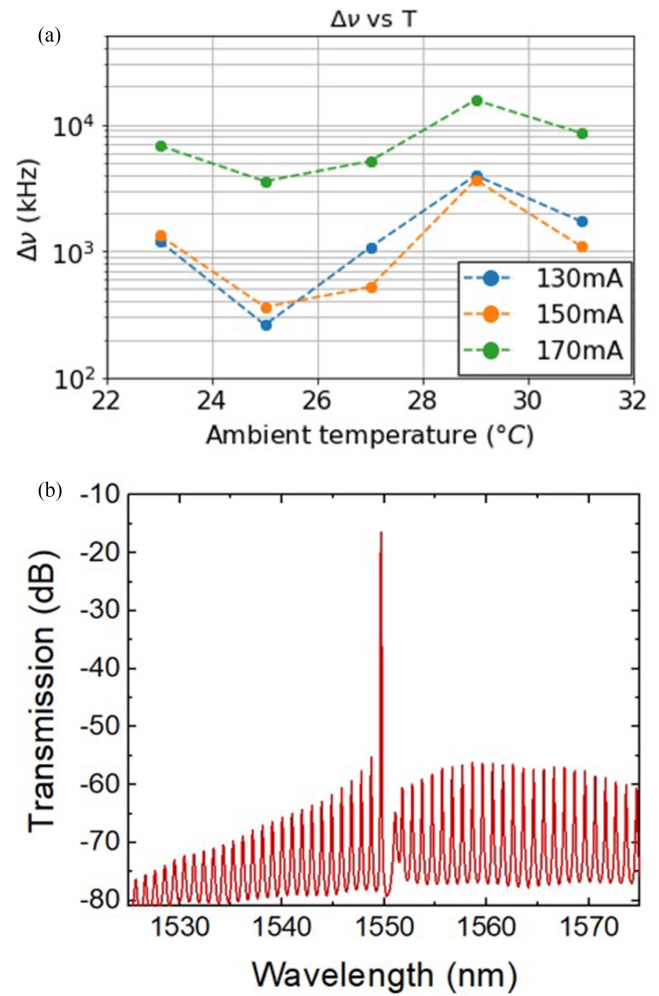 (a)
Δν vs T
Δν (kHz)
10⁴
10³
10²
22 24 26 28 30 32
Ambient temperature (°C)
130mA
150mA
170mA
(b)
Transmission (dB)
-10
-20
-30
-40
-50
-60
-70
-80
1530 1540 1550 1560 1570
Wavelength (nm)